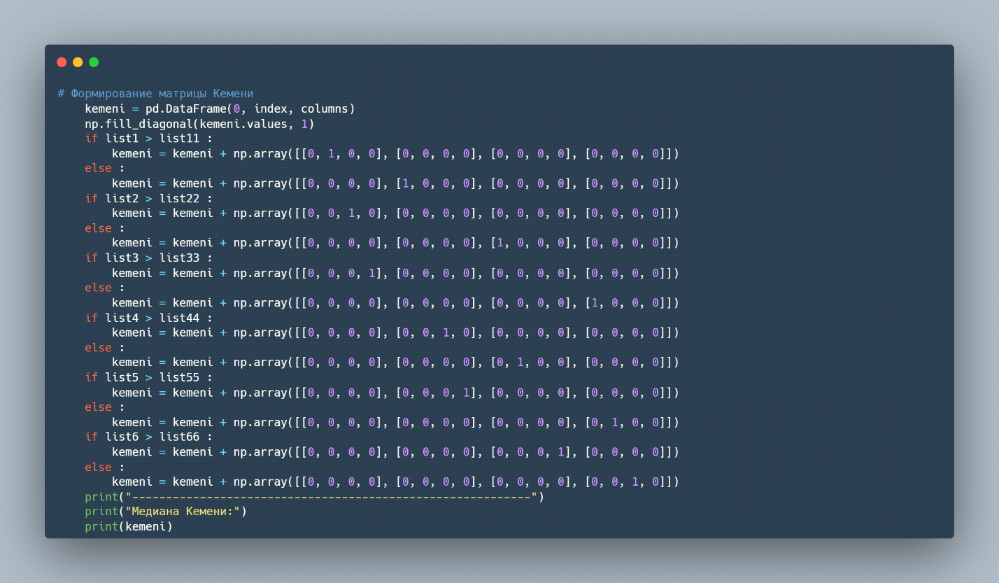 # Формирование матрицы Кемени
    kemeni = pd.DataFrame(0, index, columns)
    np.fill_diagonal(kemeni.values, 1)
    if list1 > list11 :
        kemeni = kemeni + np.array([[0, 1, 0, 0], [0, 0, 0, 0], [0, 0, 0, 0], [0, 0, 0, 0]])
    else :
        kemeni = kemeni + np.array([[0, 0, 0, 0], [1, 0, 0, 0], [0, 0, 0, 0], [0, 0, 0, 0]])
    if list2 > list22 :
        kemeni = kemeni + np.array([[0, 0, 1, 0], [0, 0, 0, 0], [0, 0, 0, 0], [0, 0, 0, 0]])
    else :
        kemeni = kemeni + np.array([[0, 0, 0, 0], [0, 0, 0, 0], [1, 0, 0, 0], [0, 0, 0, 0]])
    if list3 > list33 :
        kemeni = kemeni + np.array([[0, 0, 0, 1], [0, 0, 0, 0], [0, 0, 0, 0], [0, 0, 0, 0]])
    else :
        kemeni = kemeni + np.array([[0, 0, 0, 0], [0, 0, 0, 0], [0, 0, 0, 0], [1, 0, 0, 0]])
    if list4 > list44 :
        kemeni = kemeni + np.array([[0, 0, 0, 0], [0, 0, 1, 0], [0, 0, 0, 0], [0, 0, 0, 0]])
    else :
        kemeni = kemeni + np.array([[0, 0, 0, 0], [0, 0, 0, 0], [0, 1, 0, 0], [0, 0, 0, 0]])
    if list5 > list55 :
        kemeni = kemeni + np.array([[0, 0, 0, 0], [0, 0, 0, 1], [0, 0, 0, 0], [0, 0, 0, 0]])
    else :
        kemeni = kemeni + np.array([[0, 0, 0, 0], [0, 0, 0, 0], [0, 0, 0, 0], [0, 1, 0, 0]])
    if list6 > list66 :
        kemeni = kemeni + np.array([[0, 0, 0, 0], [0, 0, 0, 0], [0, 0, 0, 1], [0, 0, 0, 0]])
    else :
        kemeni = kemeni + np.array([[0, 0, 0, 0], [0, 0, 0, 0], [0, 0, 0, 0], [0, 0, 1, 0]])
    print("-----------------------------------------------------------")
    print("Медиана Кемени:")
    print(kemeni)